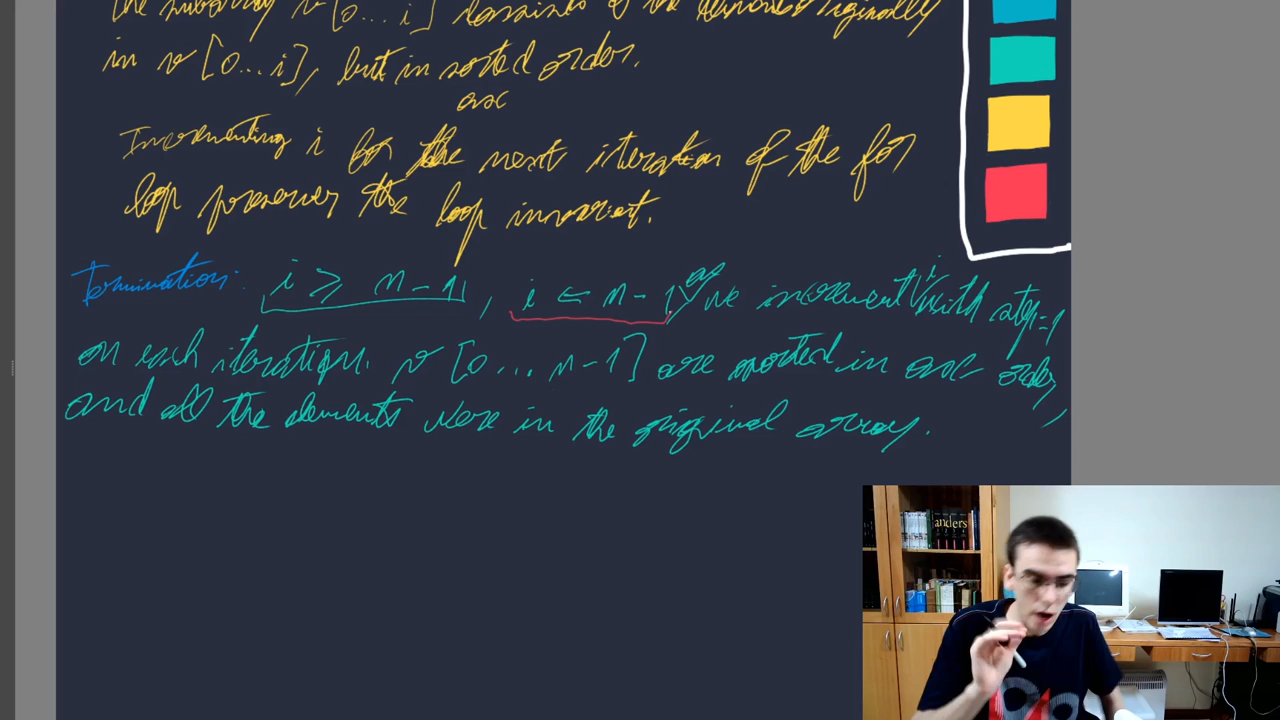 the subarray v[0...i] consists of the elements originally
in v[0...i], but in sorted order.
asc
Incrementing i for the next iteration of the for
loop preserves the loop invariant.
Termination: i ⩾ n-1, i ← n-1, as we increment i with step=1
on each iteration. v[0...n-1] are sorted in asc order,
and all the elements were in the original array.
anders